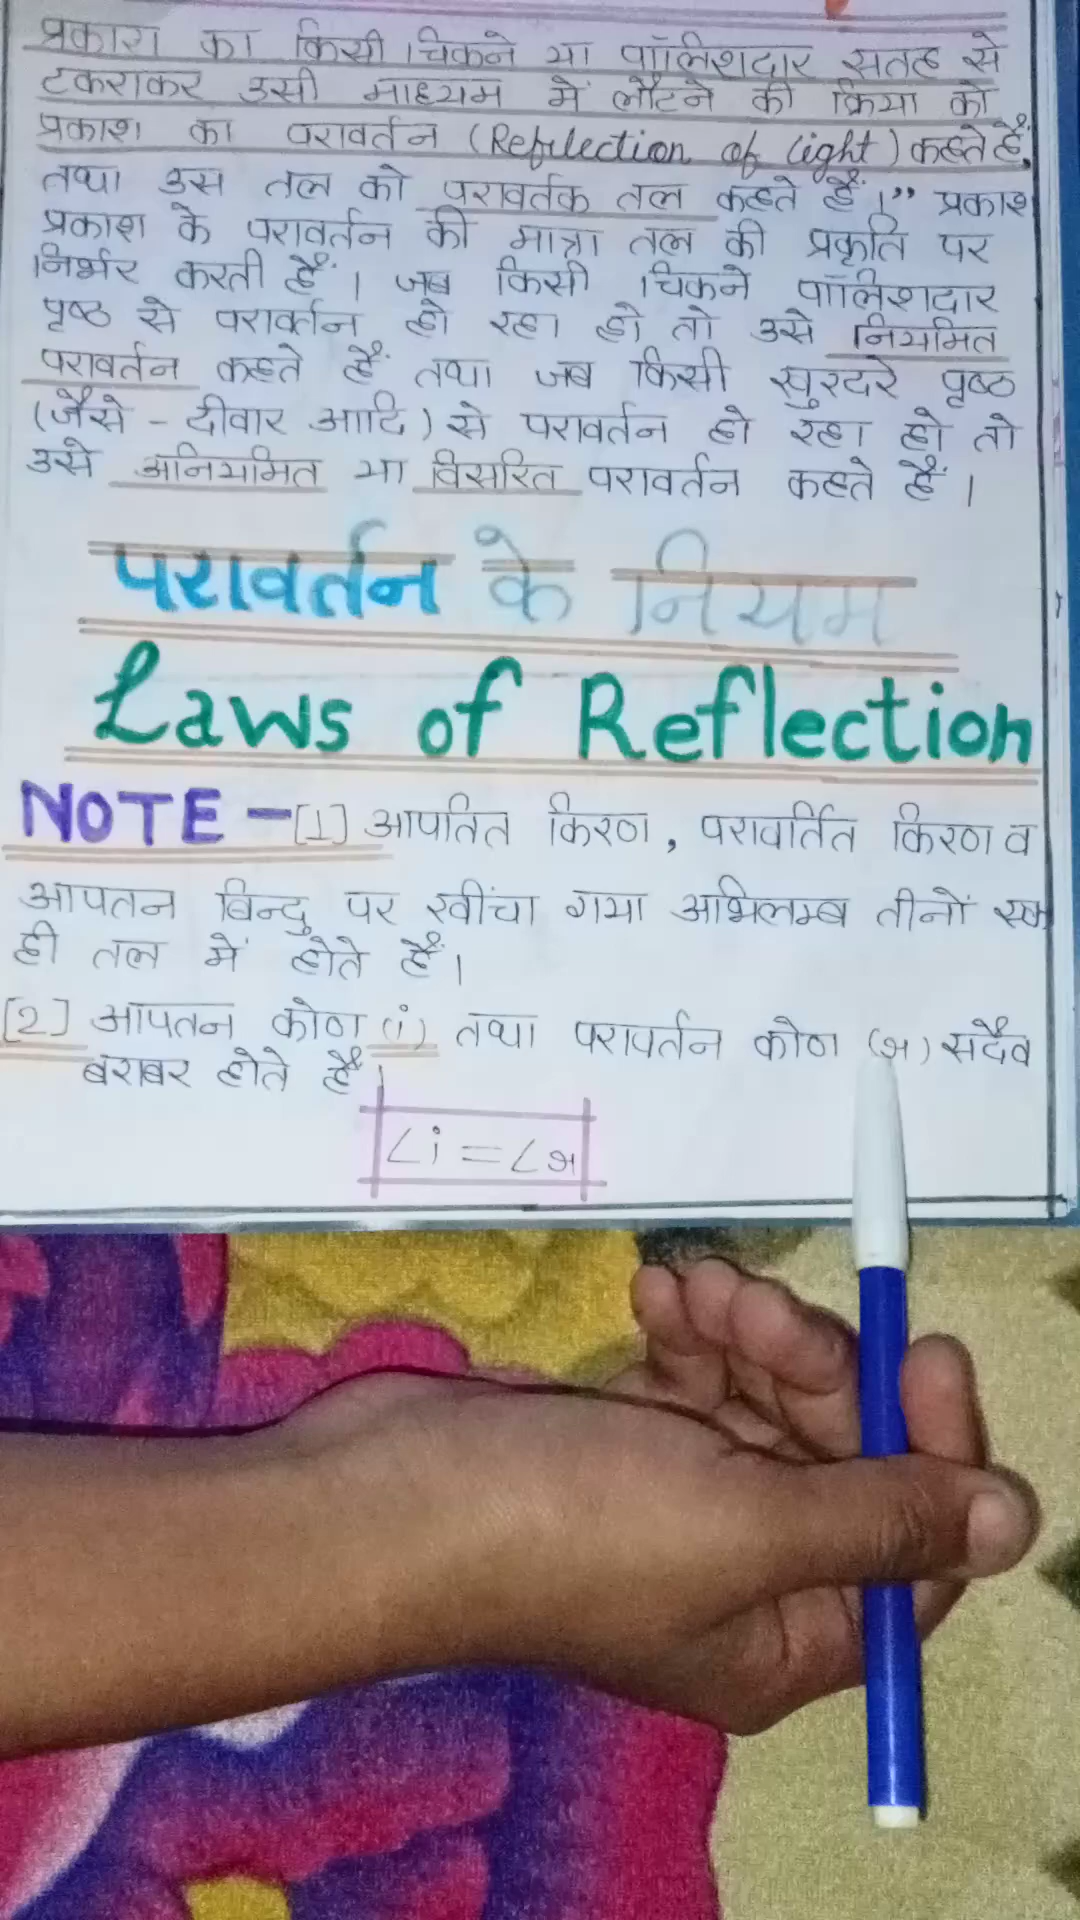 प्रकाश का किसी चिकने या पॉलिशदार सतह से
टकराकर उसी माध्यम में लौटने की क्रिया को
प्रकाश का परावर्तन (Refilection of light) कहते हैं,
तथा उस तल को परावर्तक तल कहते हैं।” प्रकाश
प्रकाश के परावर्तन की मात्रा तल की प्रकृति पर
निर्भर करती हैं। जब किसी चिकने पॉलिशदार
पृष्ठ से परावर्तन हो रहा हो तो उसे नियमित
परावर्तन कहते हैं तथा जब किसी खुरदरे पृष्ठ
(जैसे - दीवार आदि) से परावर्तन हो रहा हो तो
उसे अनियमित या विसरित परावर्तन कहते हैं।
परावर्तन के नियम
Laws of Reflection
NOTE -[1] आपतित किरण, परावर्तित किरण व
आपतन बिन्दु पर खींचा गया अभिलम्ब तीनों एक
ही तल में होते हैं।
[2] आपतन कोण (i) तथा परापर्तन कोण (r) सदैव
बराबर होते हैं।
∠i = ∠r